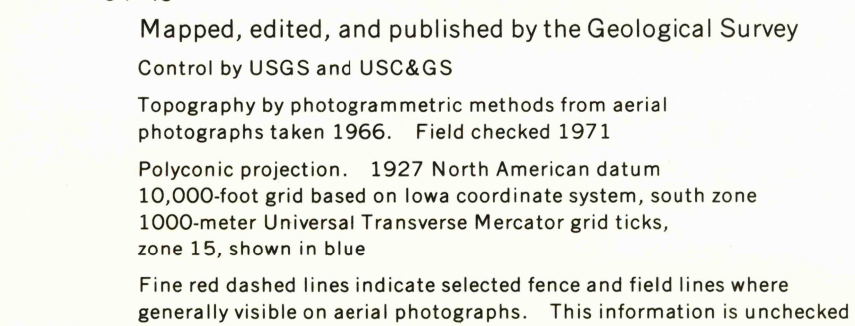 Mapped, edited, and published by the Geological Survey
Control by USGS and USC&GS
Topography by photogrammetric methods from aerial
photographs taken 1966. Field checked 1971
Polyconic projection. 1927 North American datum
10,000-foot grid based on Iowa coordinate system, south zone
1000-meter Universal Transverse Mercator grid ticks,
zone 15, shown in blue
Fine red dashed lines indicate selected fence and field lines where
generally visible on aerial photographs. This information is unchecked